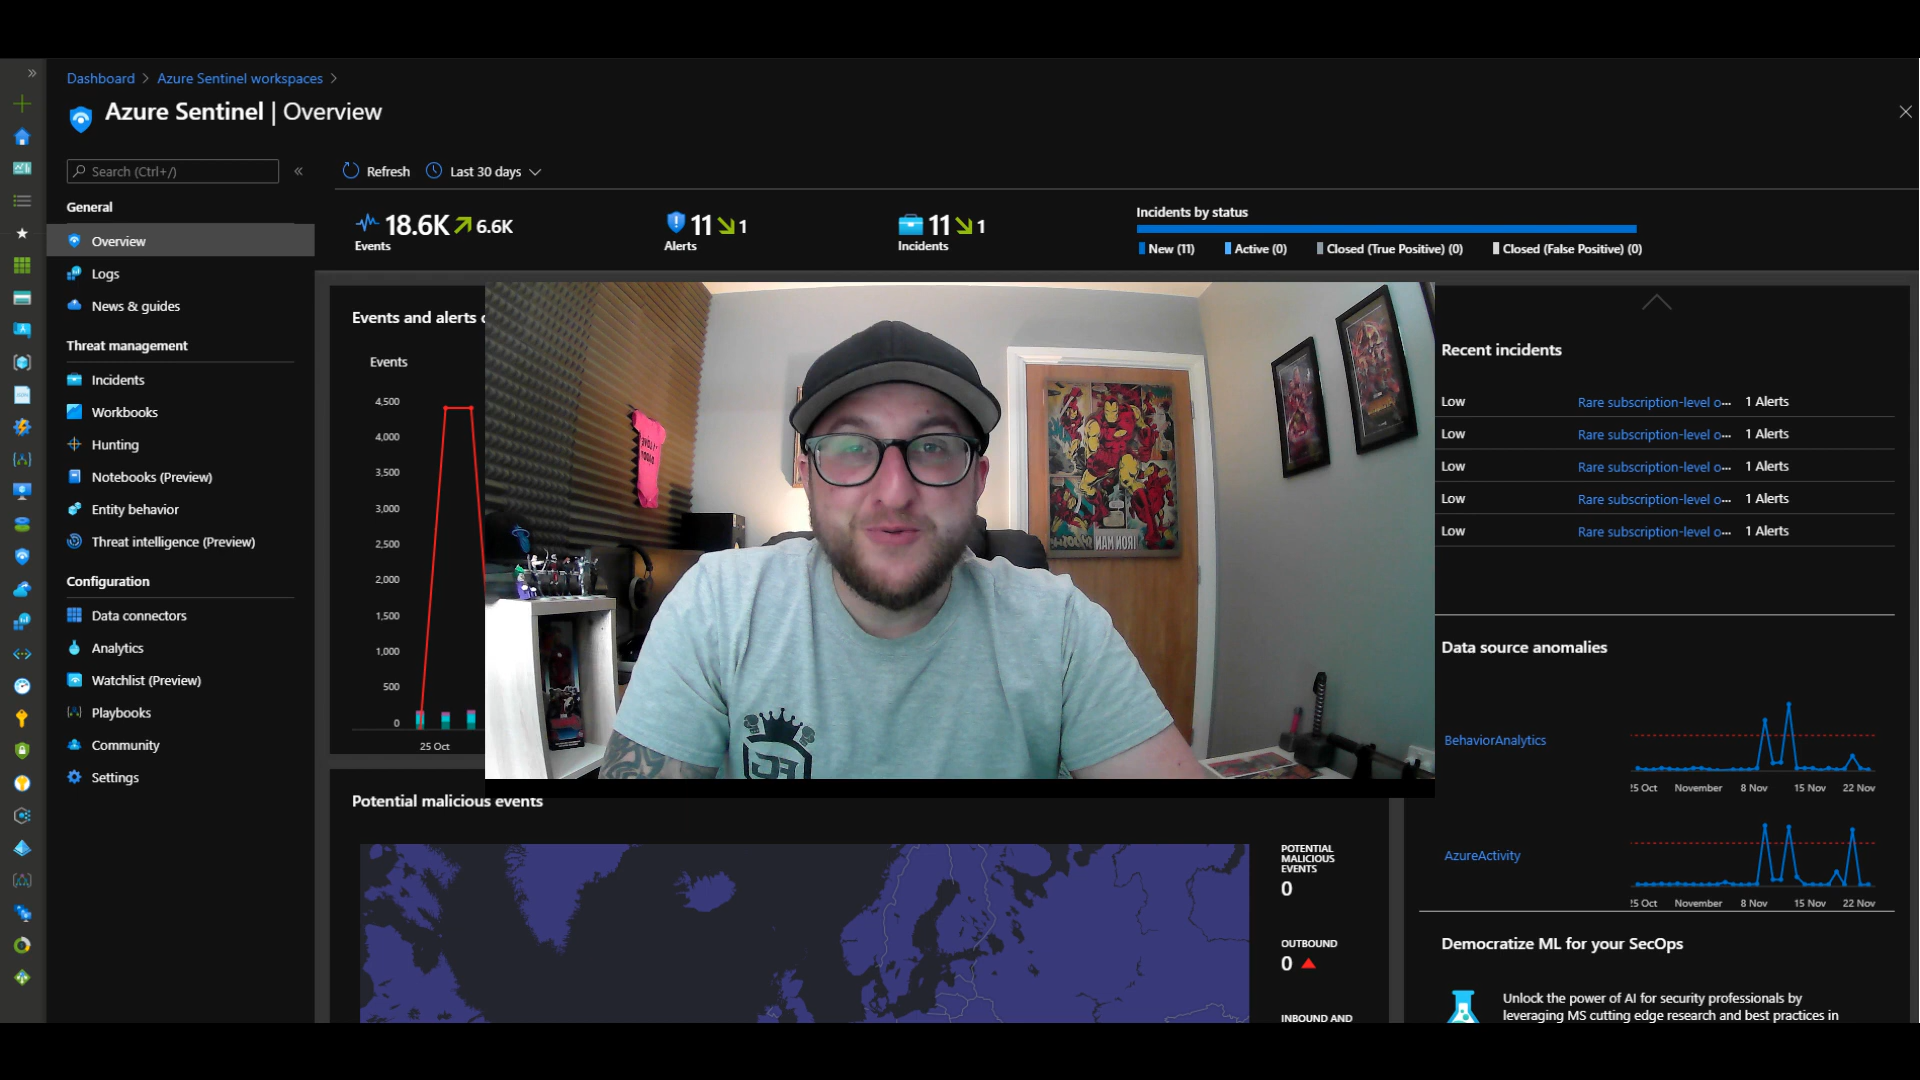 Dashboard > Azure Sentinel workspaces >
Azure Sentinel | Overview
Search (Ctrl+/)
Refresh
Last 30 days
General
Overview
Logs
News & guides
Threat management
Incidents
Workbooks
Hunting
Notebooks (Preview)
Entity behavior
Threat intelligence (Preview)
Configuration
Data connectors
Analytics
Watchlist (Preview)
Playbooks
Community
Settings
18.6K 6.6K
Events
11 1
Alerts
11 1
Incidents
Incidents by status
New (11) Active (0) Closed (True Positive) (0) Closed (False Positive) (0)
Events and alerts
Events
4,500
4,000
3,500
3,000
2,500
2,000
1,500
1,000
500
0
25 Oct
IRON MAN
Potential malicious events
POTENTIAL
MALICIOUS
EVENTS
0
OUTBOUND
0
INBOUND AND
Recent incidents
Low Rare subscription-level o... 1 Alerts
Low Rare subscription-level o... 1 Alerts
Low Rare subscription-level o... 1 Alerts
Low Rare subscription-level o... 1 Alerts
Low Rare subscription-level o... 1 Alerts
Data source anomalies
BehaviorAnalytics
25 Oct November 8 Nov 15 Nov 22 Nov
AzureActivity
25 Oct November 8 Nov 15 Nov 22 Nov
Democratize ML for your SecOps
Unlock the power of AI for security professionals by
leveraging MS cutting edge research and best practices in